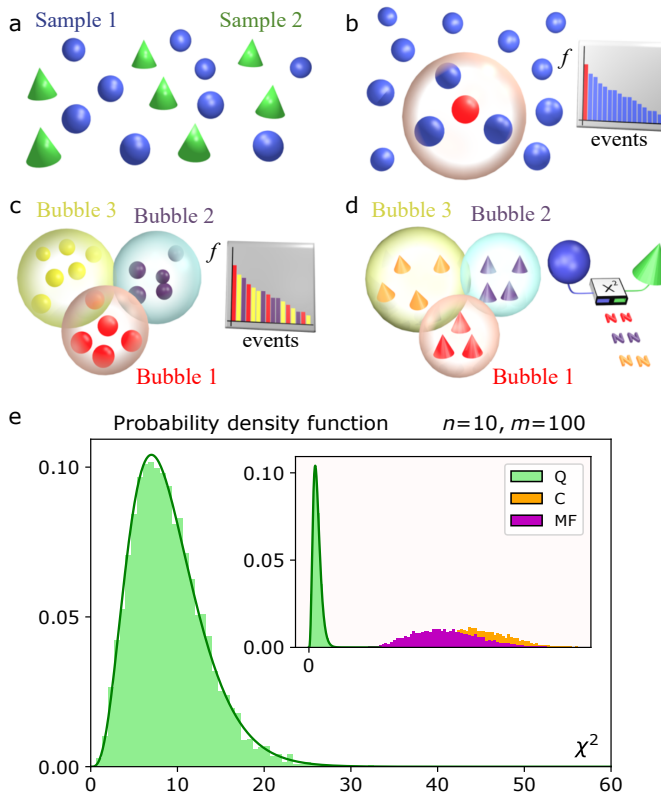 a
Sample 1
Sample 2
b
f
events
c
Bubble 3
Bubble 2
f
events
Bubble 1
d
Bubble 3
Bubble 2
χ²
Bubble 1
e
Probability density function
n=10, m=100
0.10
0.05
0.00
0
10
20
30
40
50
60
χ²
0.10
0.05
0.00
0
Q
C
MF